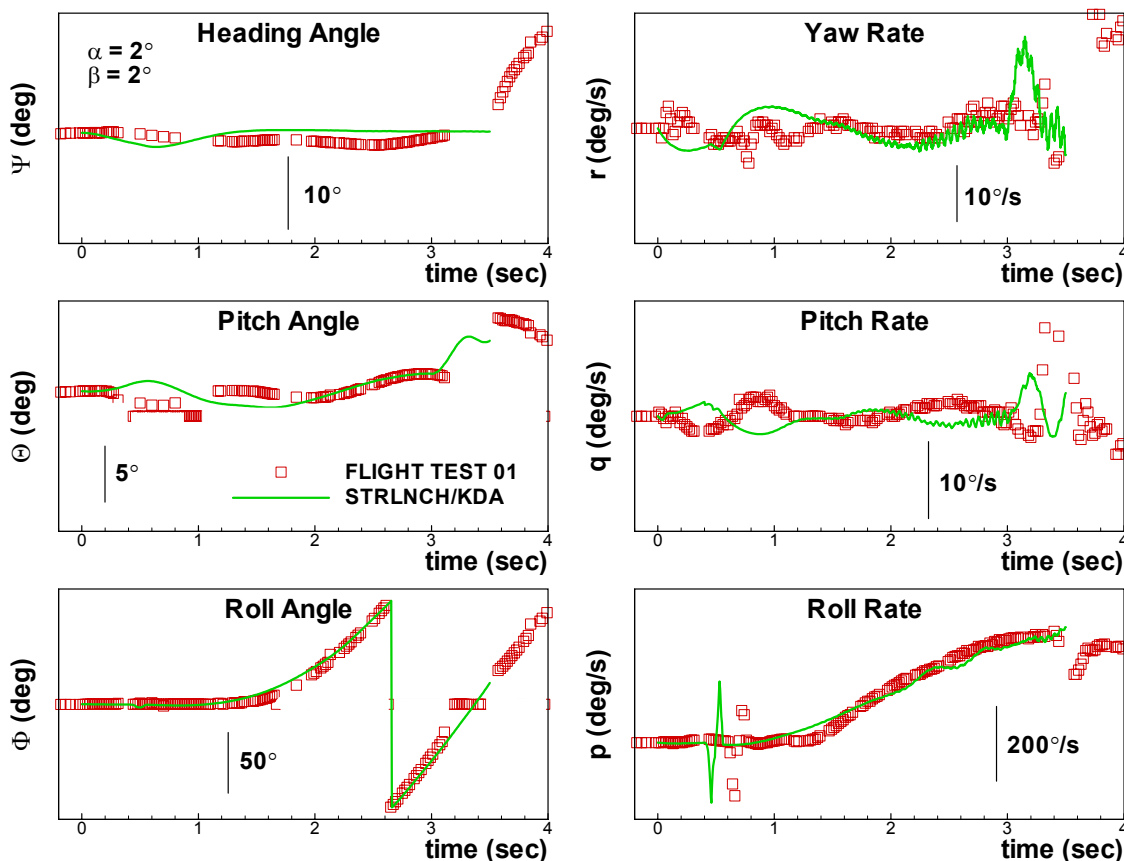 Heading Angle
α = 2°
β = 2°
Ψ (deg)
10°
0 1 2 3 4
time (sec)
Yaw Rate
r (deg/s)
10°/s
0 1 2 3 4
time (sec)
Pitch Angle
Θ (deg)
5°
FLIGHT TEST 01
STRLNCH/KDA
0 1 2 3 4
time (sec)
Pitch Rate
q (deg/s)
10°/s
0 1 2 3 4
time (sec)
Roll Angle
Φ (deg)
50°
0 1 2 3 4
time (sec)
Roll Rate
p (deg/s)
200°/s
0 1 2 3 4
time (sec)